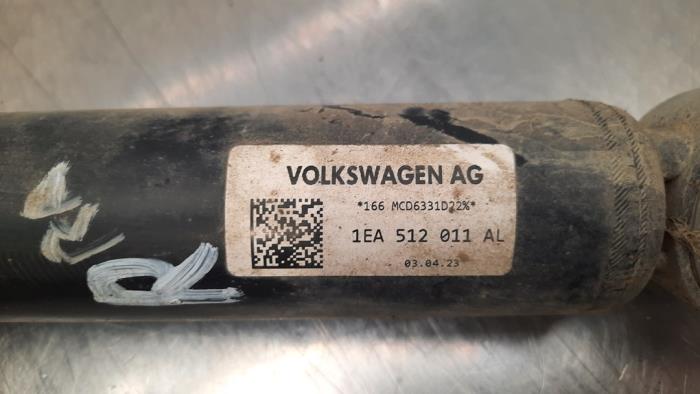 VOLKSWAGEN AG
*166 MCD6331D22%*
1EA 512 011 AL
03.04.23